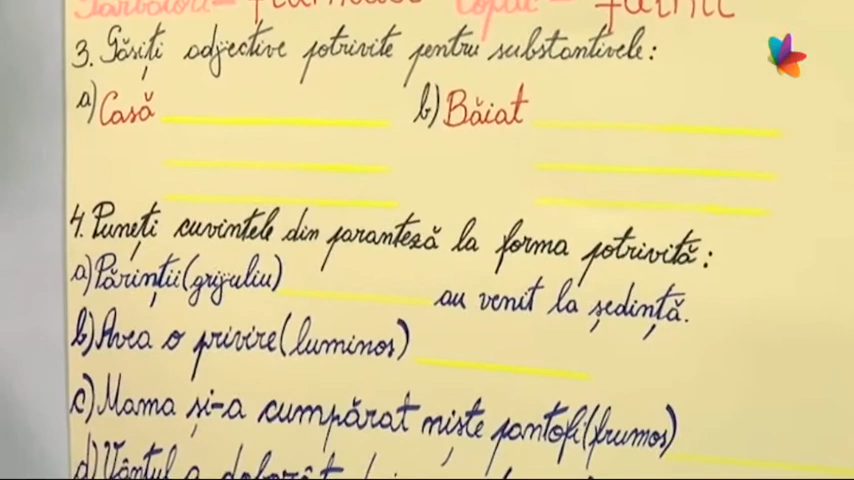 3. Găsiți adjective potrivite pentru substantivele:
a) Casă b) Băiat
4. Puneți cuvintele din paranteză la forma potrivită:
a) Părinții (grijuliu) au venit la ședință.
b) Avea o privire (luminos)
c) Mama și-a cumpărat niște pantofi (frumos)
d) Vântul a